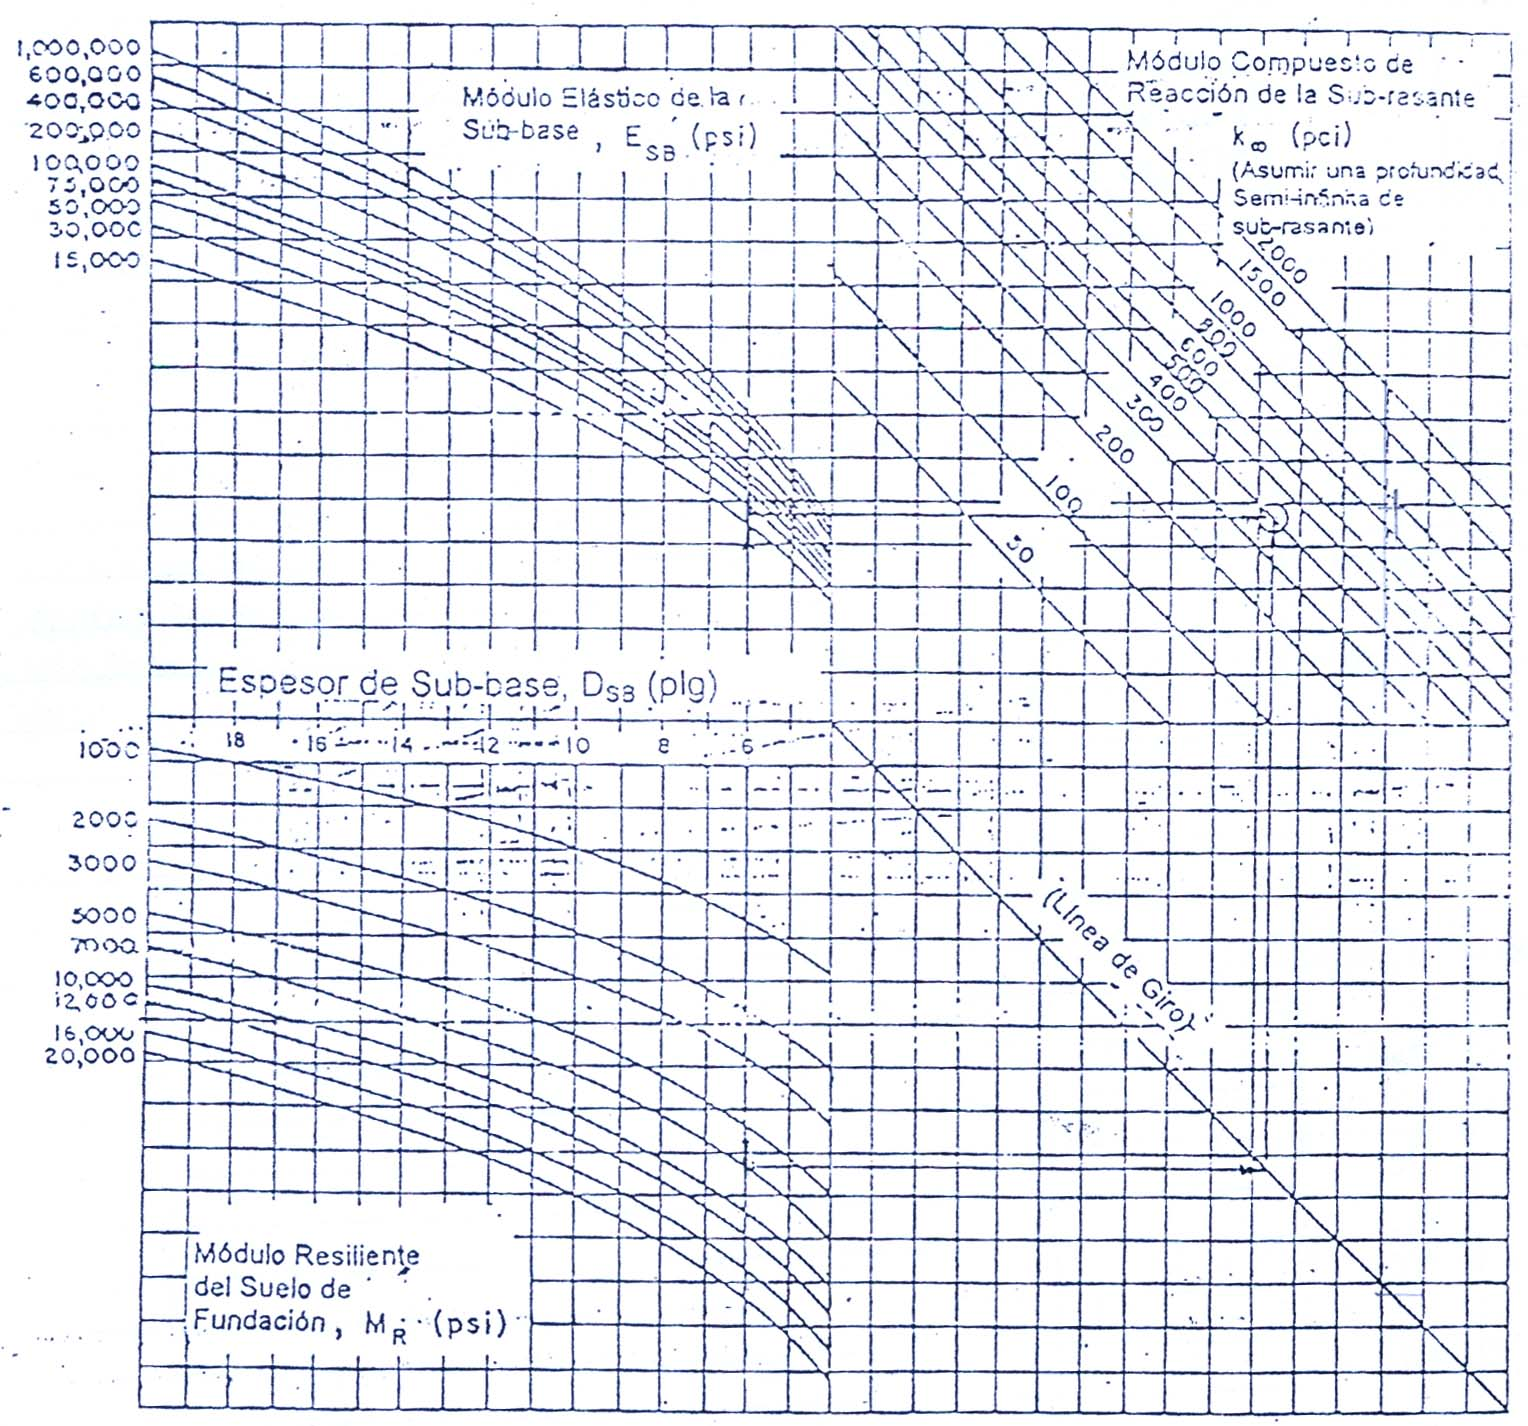 1,000,000
600,000
400,000
200,000
100,000
75,000
50,000
30,000
15,000
Módulo Elástico de la
Sub-base , E SB (psi)
Módulo Compuesto de
Reacción de la Sub-rasante
K∞ (pci)
(Asumir una profundidad
Semi-infinita de
sub-rasante)
2000
1500
1000
800
600
500
400
300
200
100
50
Espesor de Sub-base, DSB (plg)
18 16 14 12 10 8 6
1000
2000
3000
5000
7000
10,000
12,000
16,000
20,000
(Línea de Giro)
Módulo Resiliente
del Suelo de
Fundación , MR (psi)